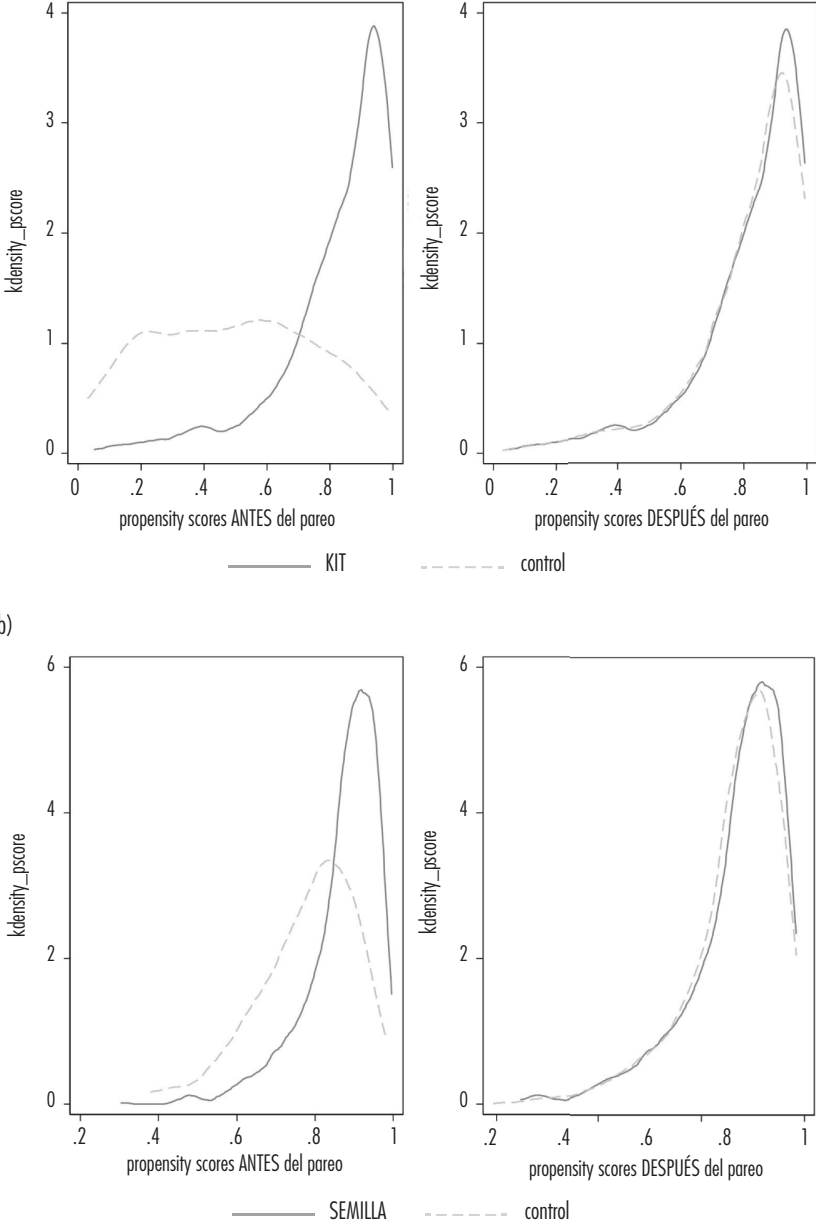 4
3
2
1
0
kdensity_pscore
0 .2 .4 .6 .8 1
propensity scores ANTES del pareo
4
3
2
1
0
kdensity_pscore
0 .2 .4 .6 .8 1
propensity scores DESPUÉS del pareo
KIT control
b)
6
4
2
0
kdensity_pscore
.2 .4 .6 .8 1
propensity scores ANTES del pareo
6
4
2
0
kdensity_pscore
.2 .4 .6 .8 1
propensity scores DESPUÉS del pareo
SEMILLA control